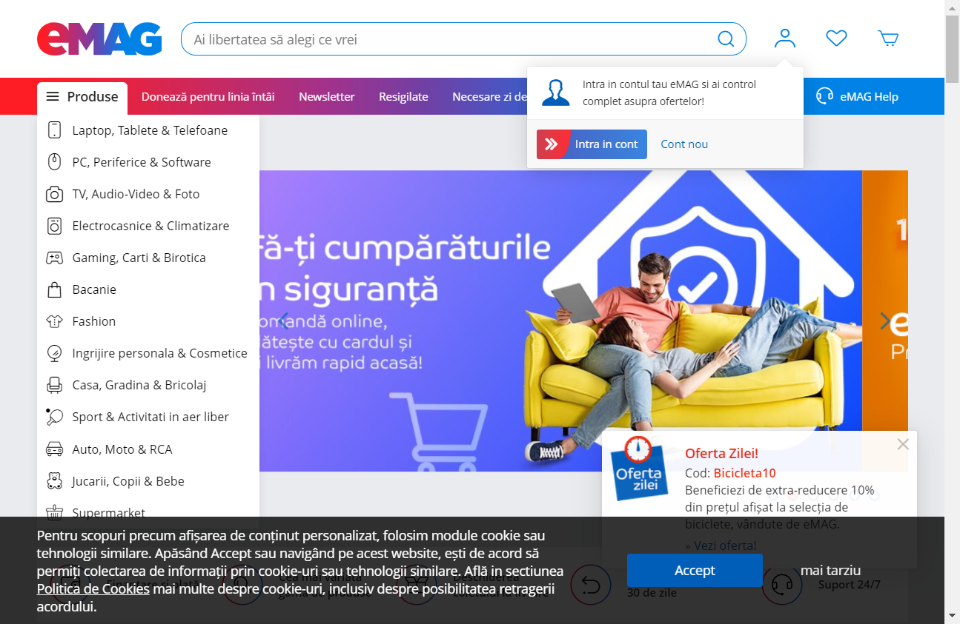 eMAG
Ai libertatea să alegi ce vrei
Produse
Donează pentru linia întâi
Newsletter
Resigilate
Necesare zi de
eMAG Help
Intra in contul tau eMAG si ai control
complet asupra ofertelor!
Intra in cont
Cont nou
Laptop, Tablete & Telefoane
PC, Periferice & Software
TV, Audio-Video & Foto
Electrocasnice & Climatizare
Gaming, Carti & Birotica
Bacanie
Fashion
Ingrijire personala & Cosmetice
Casa, Gradina & Bricolaj
Sport & Activitati in aer liber
Auto, Moto & RCA
Jucarii, Copii & Bebe
Supermarket
Fă-ți cumpărăturile
n siguranță
omandă online,
ătește cu cardul și
i livrăm rapid acasă!
Oferta
zilei
Oferta Zilei!
Cod: Bicicleta10
Beneficiezi de extra-reducere 10%
din prețul afișat la selecția de
biciclete, vândute de eMAG.
» Vezi oferta!
Pentru scopuri precum afișarea de conținut personalizat, folosim module cookie sau
tehnologii similare. Apăsând Accept sau navigând pe acest website, ești de acord să
permiți colectarea de informații prin cookie-uri sau tehnologii similare. Află in sectiunea
Politica de Cookies mai multe despre cookie-uri, inclusiv despre posibilitatea retragerii
acordului.
Accept
mai tarziu
30 de zile
Suport 24/7